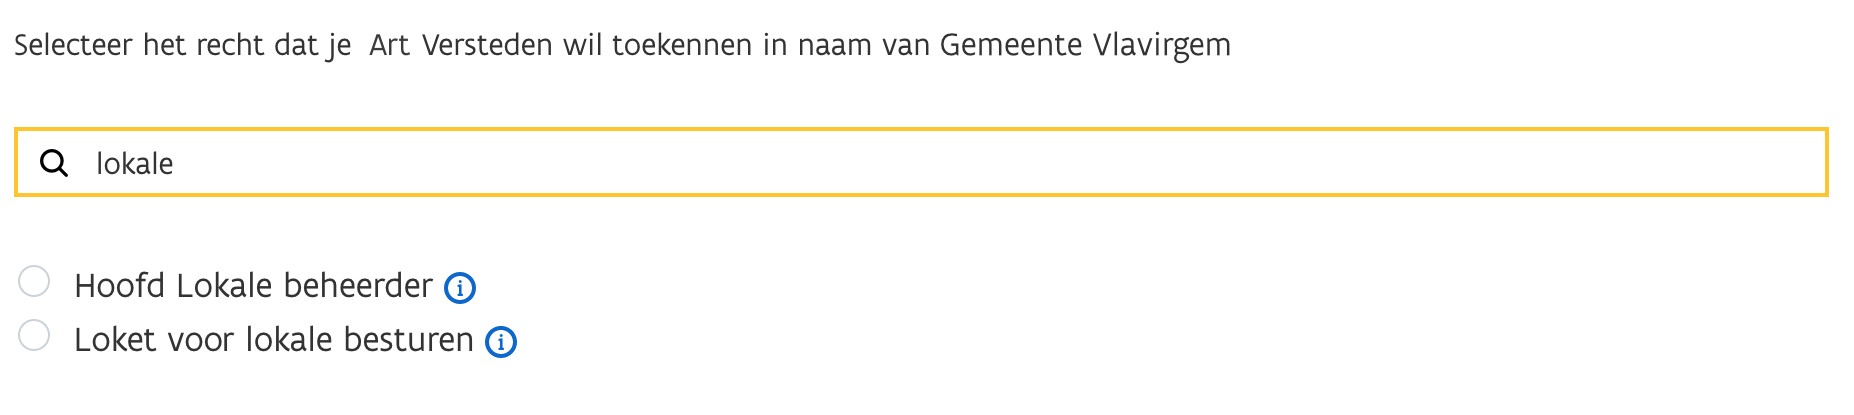 Selecteer het recht dat je Art Versteden wil toekennen in naam van Gemeente Vlavirgem
lokale
Hoofd Lokale beheerder
Loket voor lokale besturen